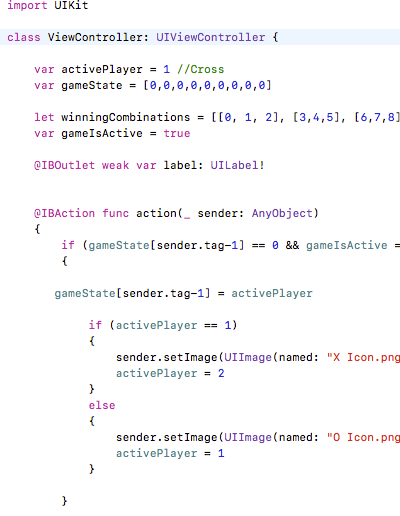 import UIKit
class ViewController: UIViewController {
var activePlayer = 1 //Cross
var gameState = [0,0,0,0,0,0,0,0,0]
let winningCombinations = [[0, 1, 2], [3,4,5], [6,7,8]
var gameIsActive = true
@IBOutlet weak var label: UILabel!
@IBAction func action(_ sender: AnyObject)
{
if (gameState[sender.tag-1] == 0 && gameIsActive =
{
gameState[sender.tag-1] = activePlayer
if (activePlayer == 1)
{
sender.setImage(UIImage(named: "X Icon.png
activePlayer = 2
}
else
{
sender.setImage(UIImage(named: "O Icon.png
activePlayer = 1
}
}